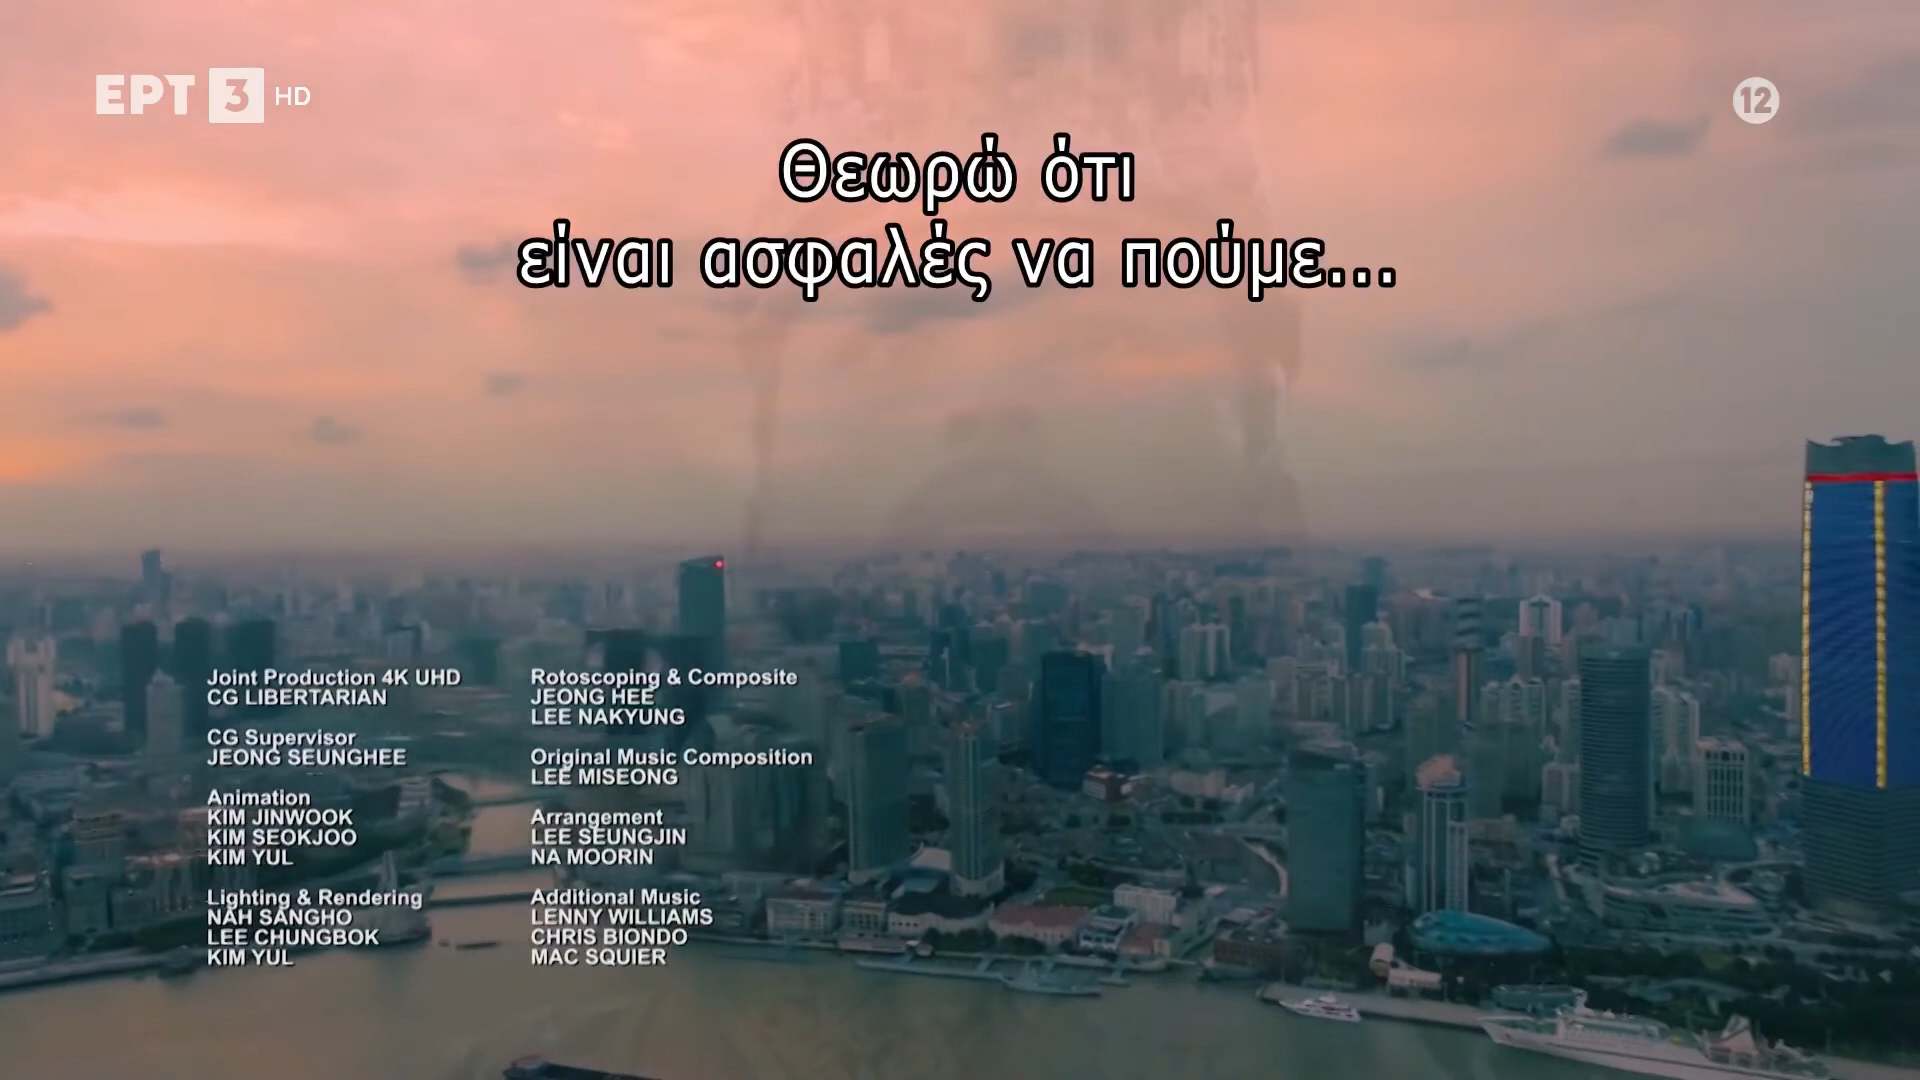 ΕΡΤ 3 HD
12
Θεωρώ ότι
είναι ασφαλές να πούμε...
Joint Production 4K UHD
CG LIBERTARIAN
CG Supervisor
JEONG SEUNGHEE
Animation
KIM JINWOOK
KIM SEOKJOO
KIM YUL
Lighting & Rendering
NAH SANGHO
LEE CHUNGBOK
KIM YUL
Rotoscoping & Composite
JEONG HEE
LEE NAKYUNG
Original Music Composition
LEE MISEONG
Arrangement
LEE SEUNGJIN
NA MOORIN
Additional Music
LENNY WILLIAMS
CHRIS BIONDO
MAC SQUIER